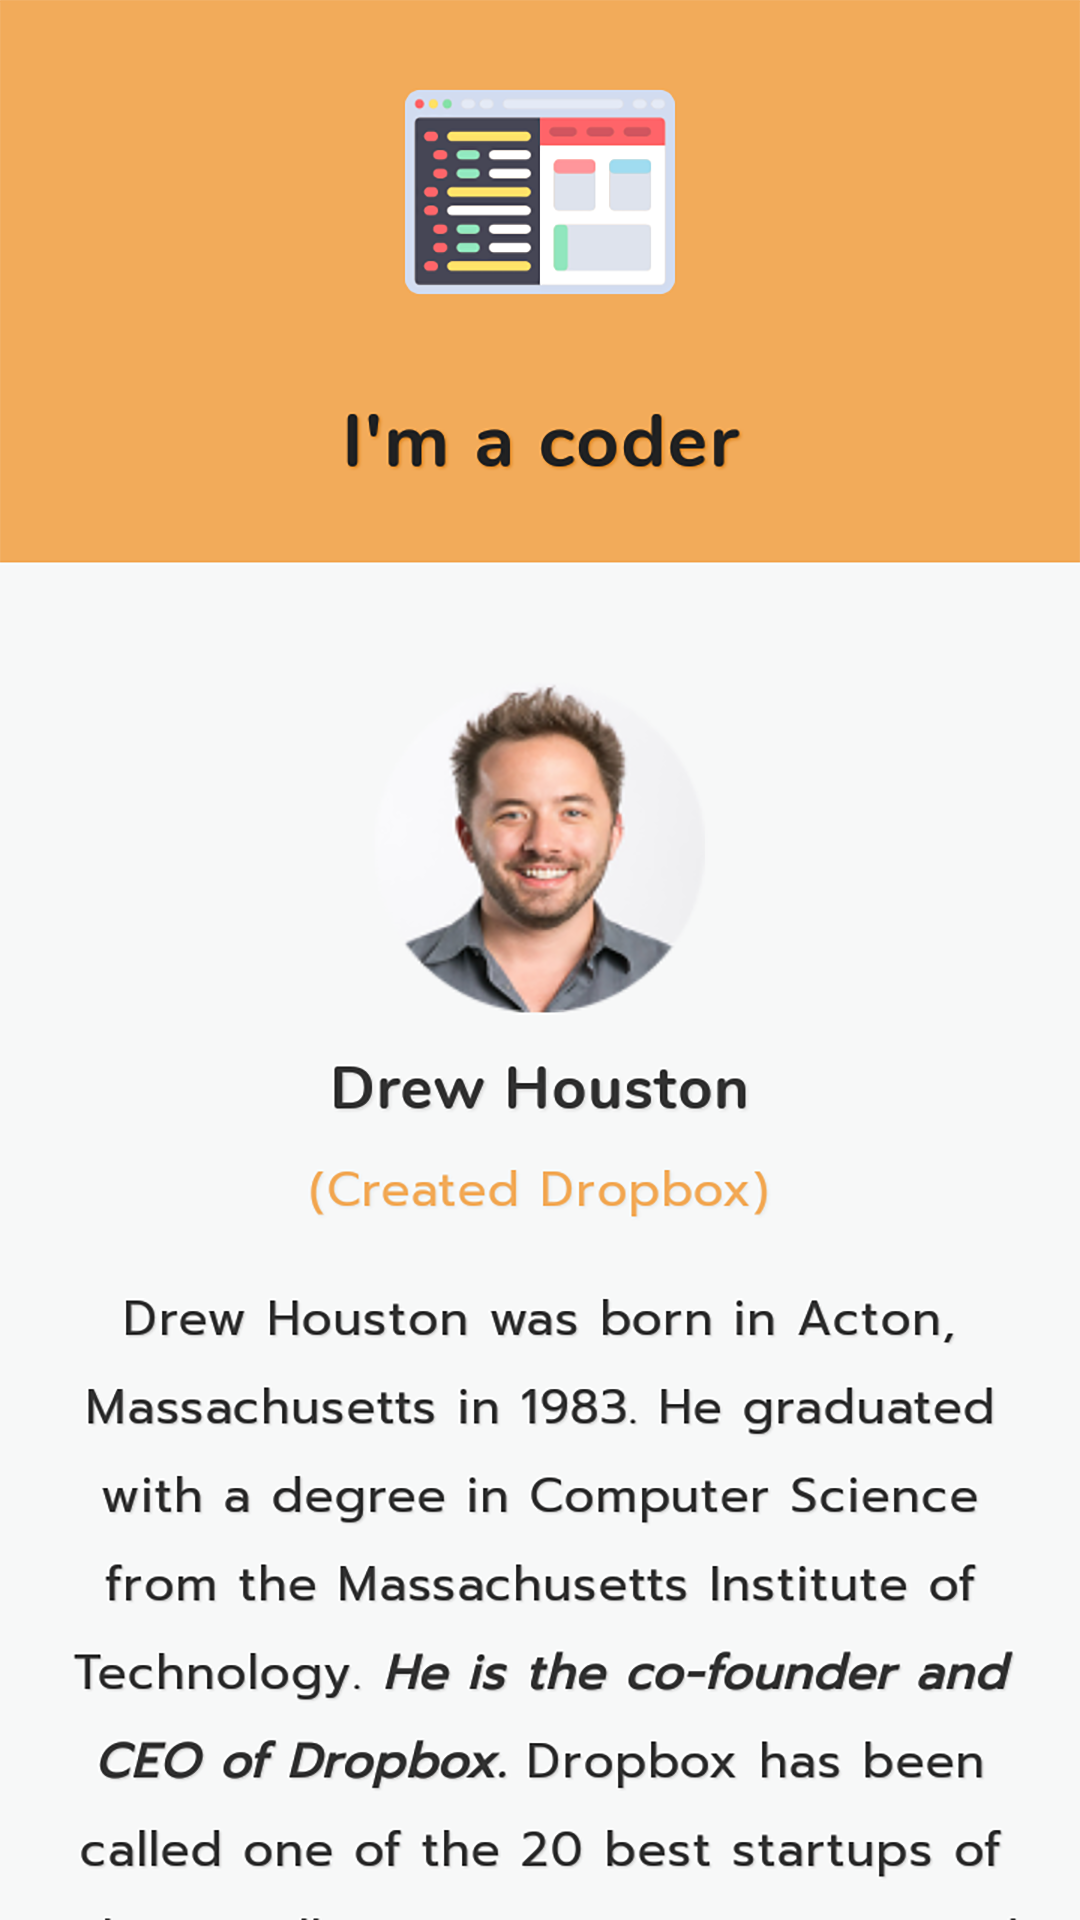 I'm a coder
Drew Houston
(Created Dropbox)
Drew Houston was born in Acton,
Massachusetts in 1983. He graduated
with a degree in Computer Science
from the Massachusetts Institute of
Technology. He is the co-founder and
CEO of Dropbox. Dropbox has been
called one of the 20 best startups of